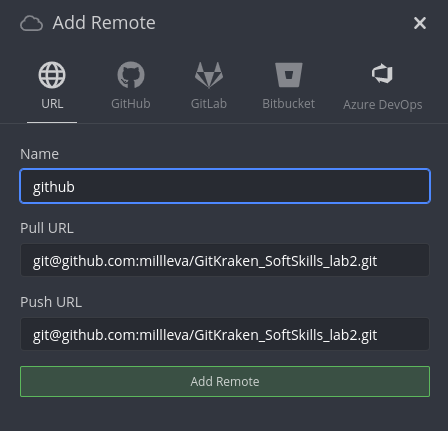 Add Remote
URL
GitHub
GitLab
Bitbucket
Azure DevOps
Name
github
Pull URL
git@github.com:millleva/GitKraken_SoftSkills_lab2.git
Push URL
git@github.com:millleva/GitKraken_SoftSkills_lab2.git
Add Remote